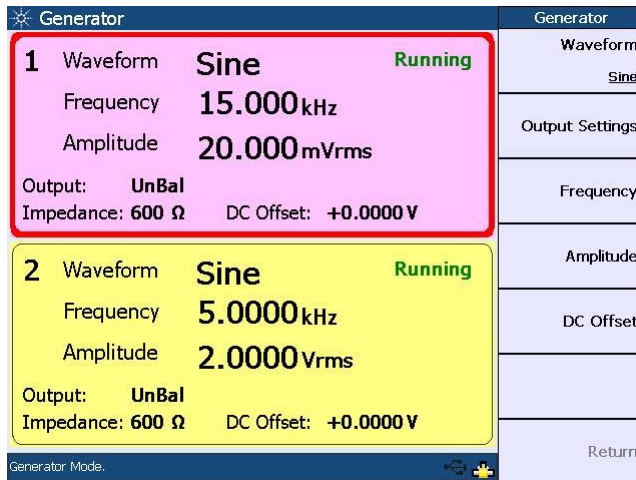 Generator
1 Waveform Sine Running
Frequency 15.000 kHz
Amplitude 20.000 mVrms
Output: UnBal
Impedance: 600 Ω DC Offset: +0.0000 V
2 Waveform Sine Running
Frequency 5.0000 kHz
Amplitude 2.0000 Vrms
Output: UnBal
Impedance: 600 Ω DC Offset: +0.0000 V
Generator Mode.
Generator
Waveform
Sine
Output Settings
Frequency
Amplitude
DC Offset
Return